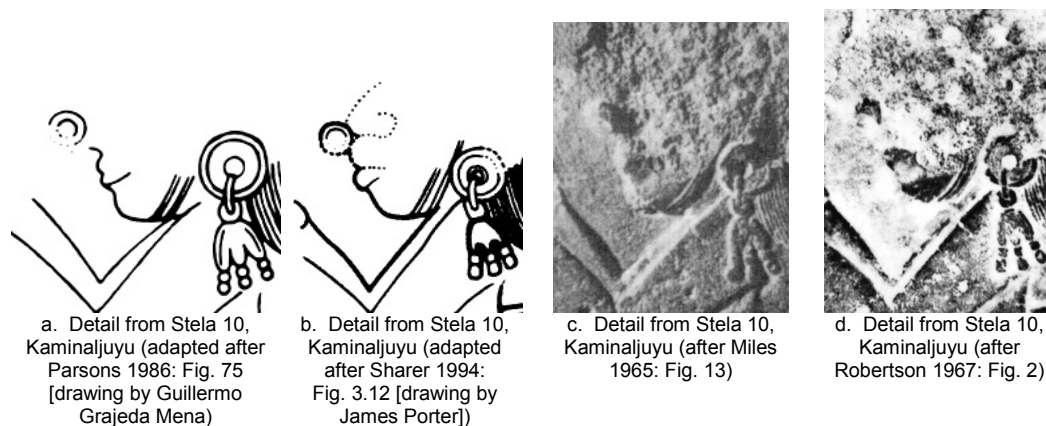 a. Detail from Stela 10,
Kaminaljuyu (adapted after
Parsons 1986: Fig. 75
[drawing by Guillermo
Grajeda Mena)
b. Detail from Stela 10,
Kaminaljuyu (adapted
after Sharer 1994:
Fig. 3.12 [drawing by
James Porter])
c. Detail from Stela 10,
Kaminaljuyu (after Miles
1965: Fig. 13)
d. Detail from Stela 10,
Kaminaljuyu (after
Robertson 1967: Fig. 2)